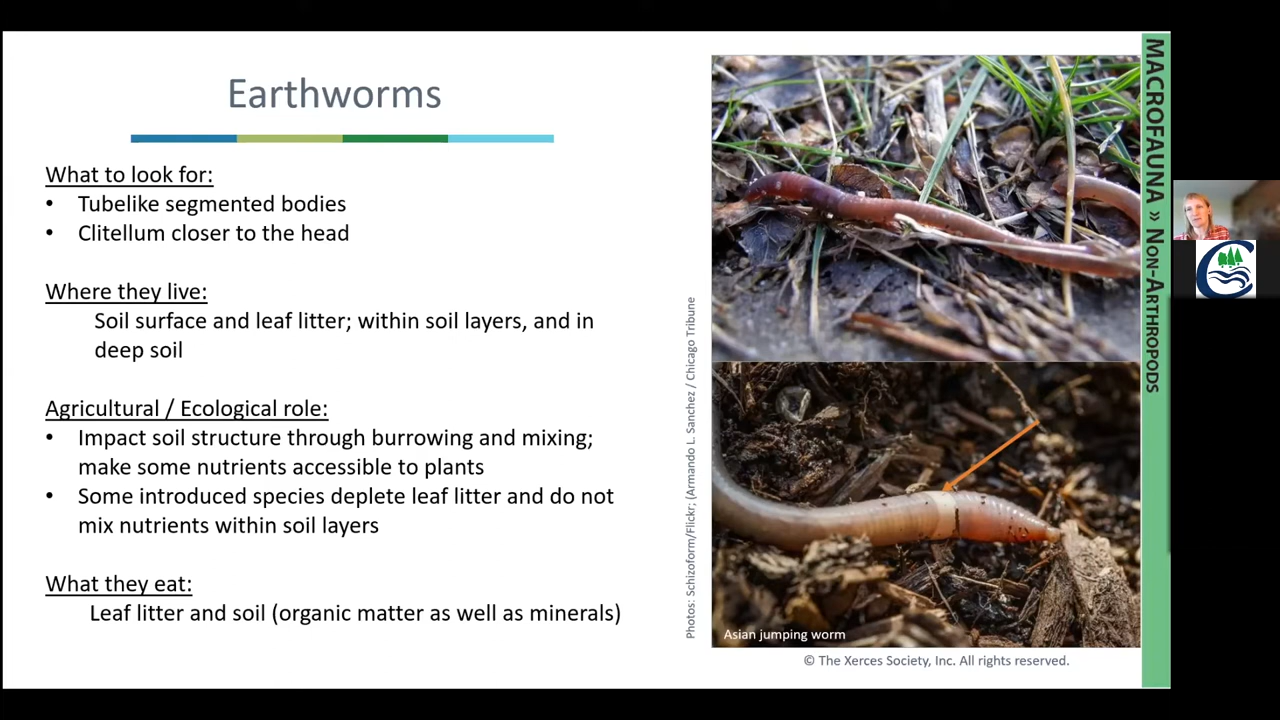 Earthworms
What to look for:
• Tubelike segmented bodies
• Clitellum closer to the head
Where they live:
Soil surface and leaf litter; within soil layers, and in
deep soil
Agricultural / Ecological role:
• Impact soil structure through burrowing and mixing;
make some nutrients accessible to plants
• Some introduced species deplete leaf litter and do not
mix nutrients within soil layers
What they eat:
Leaf litter and soil (organic matter as well as minerals)
Photos: Schizoform/Flickr; (Armando L. Sanchez / Chicago Tribune
Asian jumping worm
© The Xerces Society, Inc. All rights reserved.
MACROFAUNA » NON-ARTHROPODS